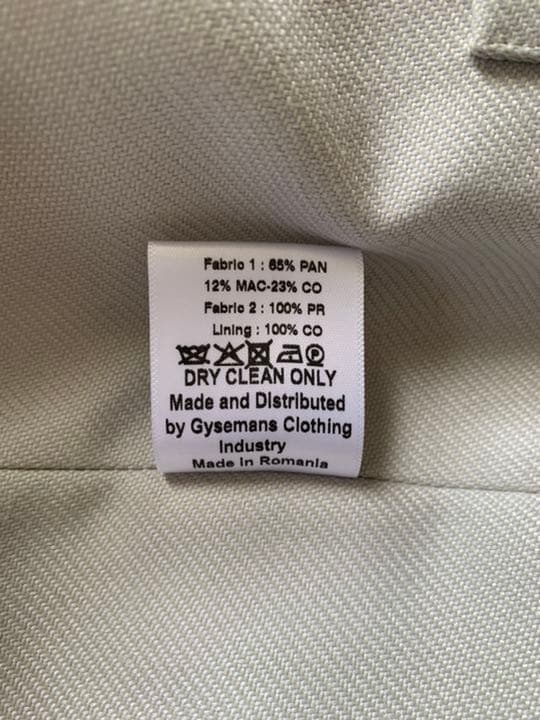 Fabric 1 : 65% PAN
12% MAC-23% CO
Fabric 2 : 100% PR
Lining : 100% CO
P
DRY CLEAN ONLY
Made and Distributed
by Gysemans Clothing
Industry
Made in Romania